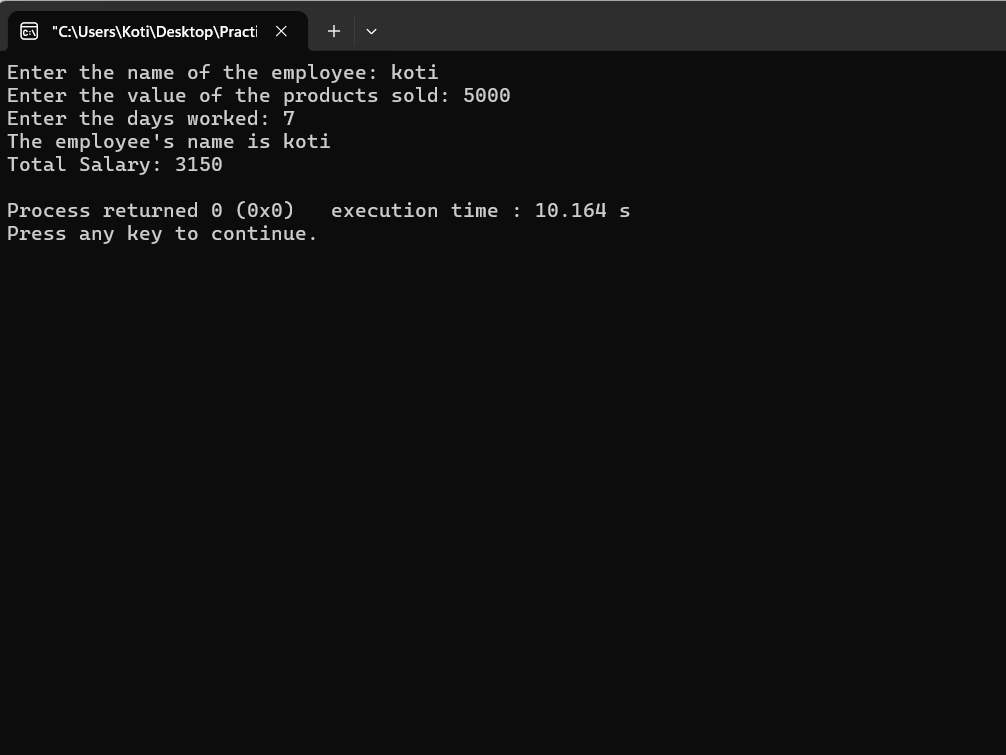 "C:\Users\Koti\Desktop\Practi
Enter the name of the employee: koti
Enter the value of the products sold: 5000
Enter the days worked: 7
The employee's name is koti
Total Salary: 3150
Process returned 0 (0x0)   execution time : 10.164 s
Press any key to continue.